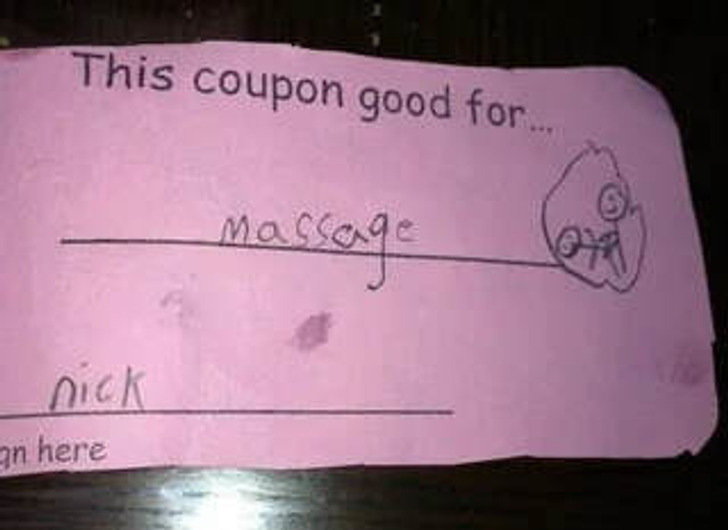 This coupon good for...
massage
nick
gn here